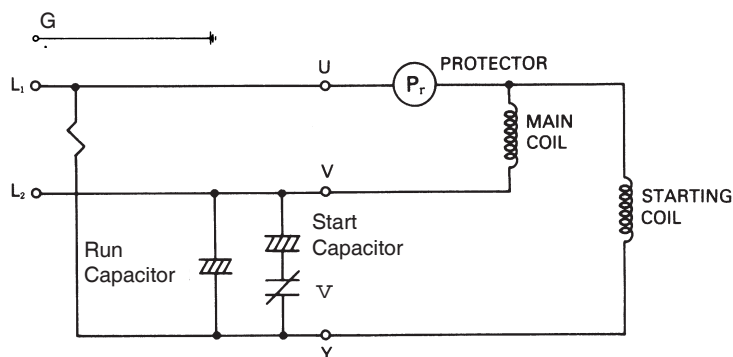 G
L₁
U
Pr
PROTECTOR
MAIN
COIL
L₂
V
STARTING
COIL
Start
Capacitor
Run
Capacitor
V
Y